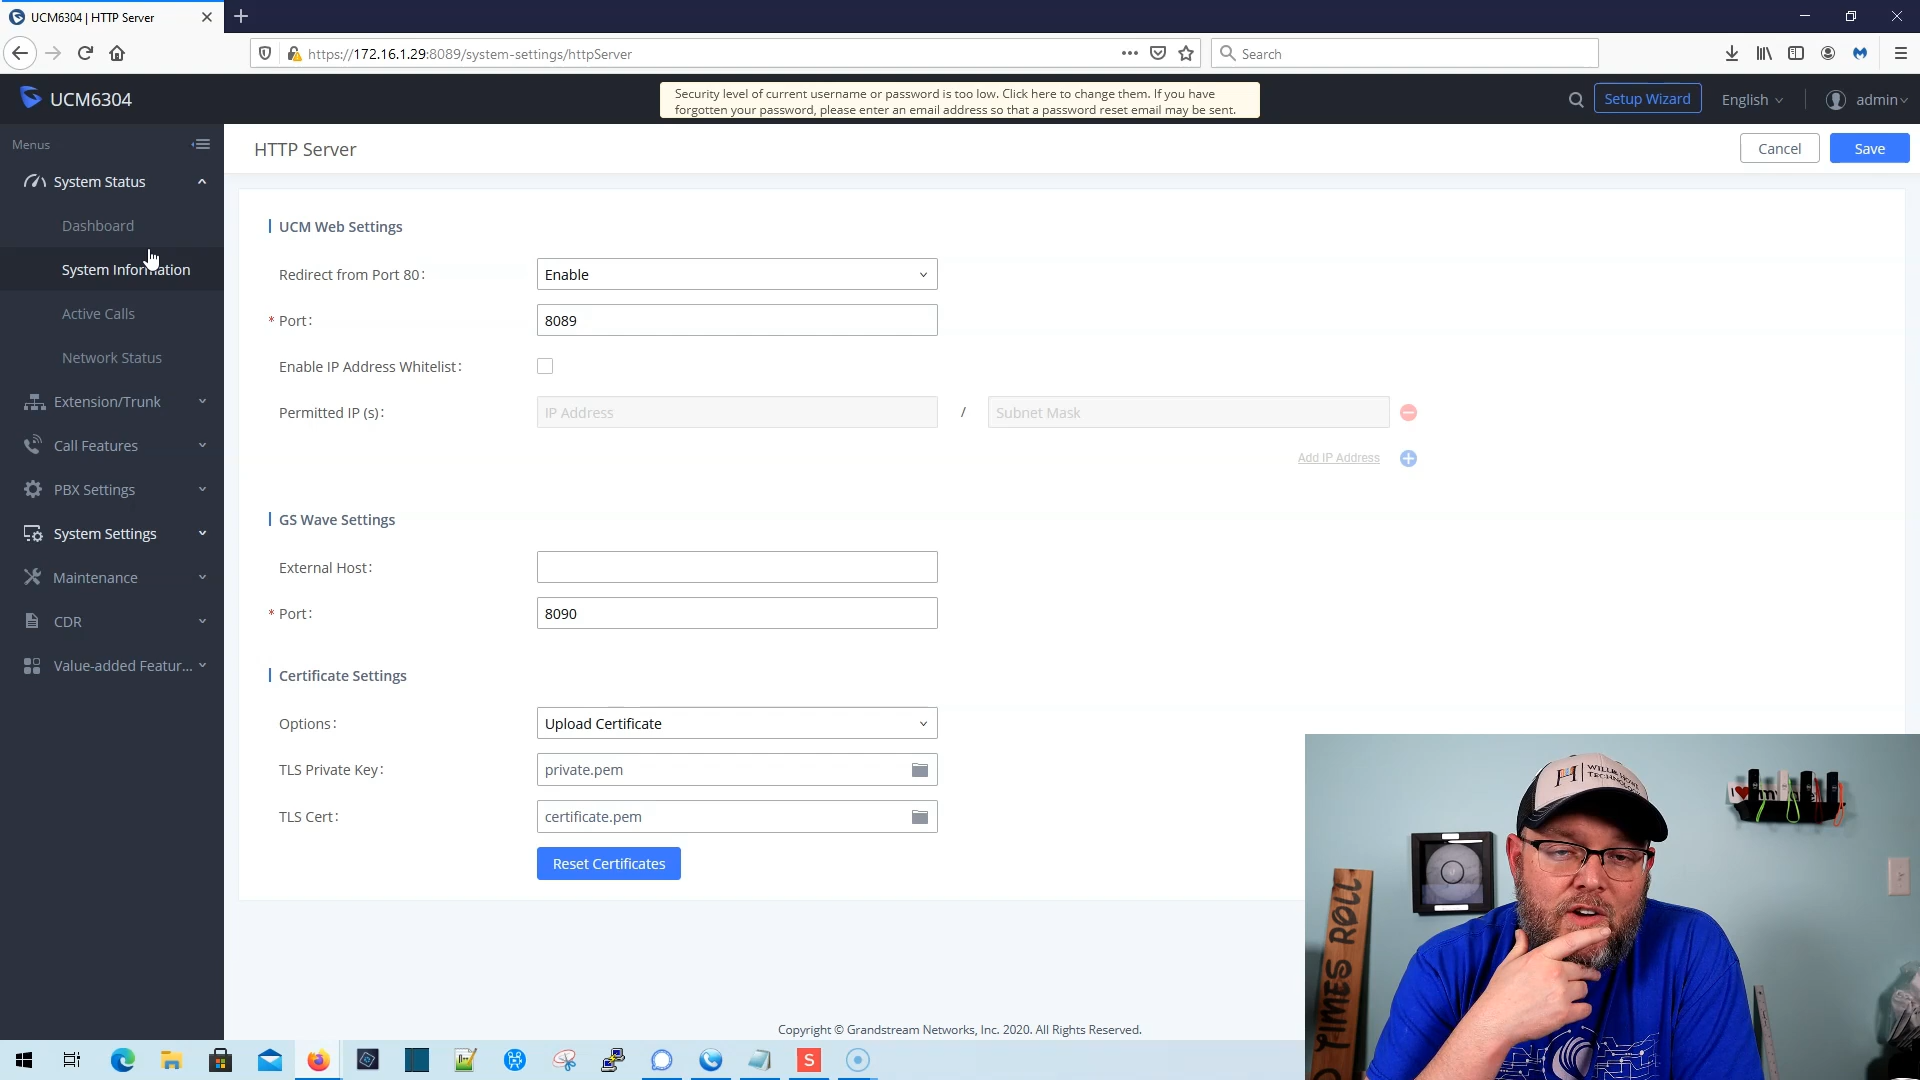 UCM6304 | HTTP Server
https://172.16.1.29:8089/system-settings/httpServer
Search
UCM6304
Security level of current username or password is too low. Click here to change them. If you have
forgotten your password, please enter an email address so that a password reset email may be sent.
Setup Wizard
English
admin
Menus
HTTP Server
Cancel
Save
System Status
Dashboard
System Information
Active Calls
Network Status
Extension/Trunk
Call Features
PBX Settings
System Settings
Maintenance
CDR
Value-added Featur...
UCM Web Settings
Redirect from Port 80:
Enable
* Port:
8089
Enable IP Address Whitelist:
Permitted IP (s):
IP Address
/
Subnet Mask
Add IP Address
GS Wave Settings
External Host:
* Port:
8090
Certificate Settings
Options:
Upload Certificate
TLS Private Key:
private.pem
TLS Cert:
certificate.pem
Reset Certificates
Copyright © Grandstream Networks, Inc. 2020. All Rights Reserved.
TIMES ROLL
S